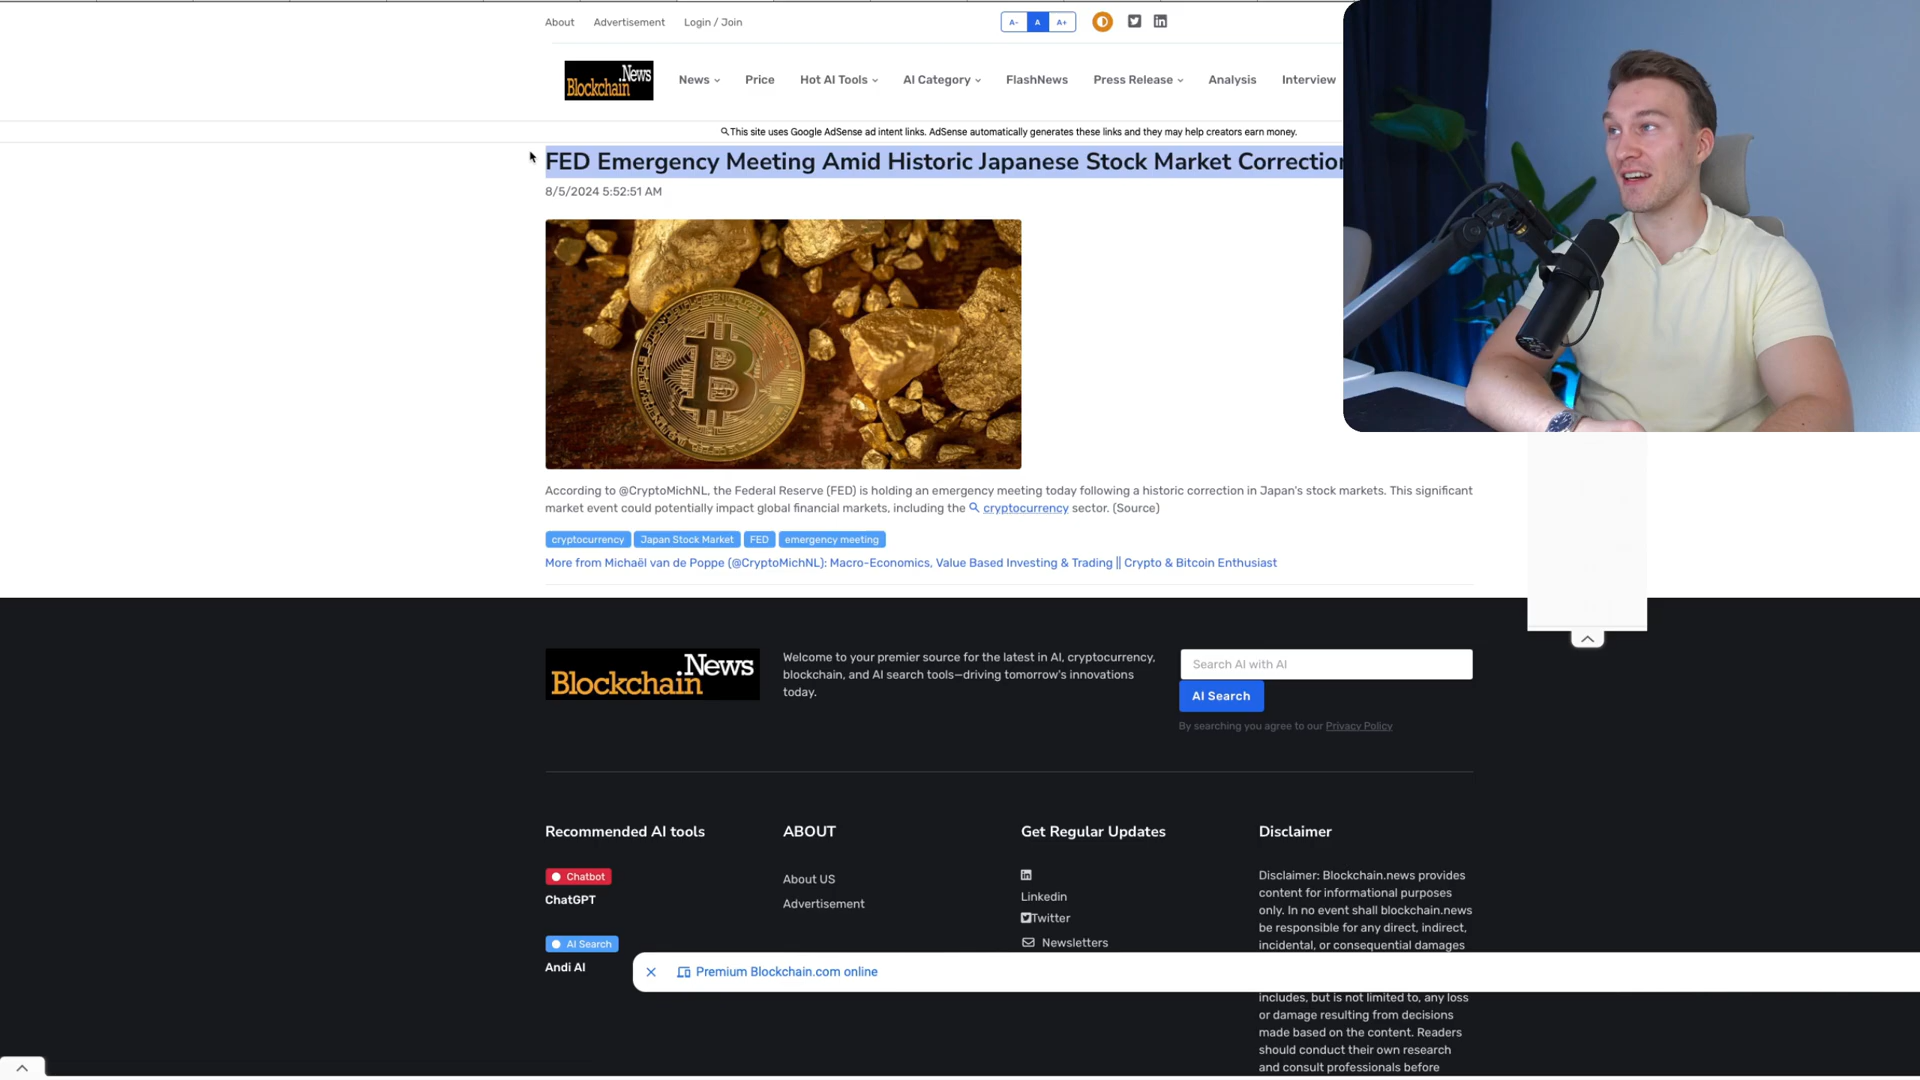 About Advertisement Login / Join A- A A+
Blockchain.News
News Price Hot AI Tools AI Category FlashNews Press Release Analysis Interview
This site uses Google AdSense ad intent links. AdSense automatically generates these links and they may help creators earn money.
FED Emergency Meeting Amid Historic Japanese Stock Market Correction
8/5/2024 5:52:51 AM
According to @CryptoMichNL, the Federal Reserve (FED) is holding an emergency meeting today following a historic correction in Japan's stock markets. This significant
market event could potentially impact global financial markets, including the cryptocurrency sector. (Source)
cryptocurrency Japan Stock Market FED emergency meeting
More from Michaël van de Poppe (@CryptoMichNL): Macro-Economics, Value Based Investing & Trading || Crypto & Bitcoin Enthusiast
Blockchain.News
Welcome to your premier source for the latest in AI, cryptocurrency,
blockchain, and AI search tools—driving tomorrow's innovations
today.
Search AI with AI
AI Search
By searching you agree to our Privacy Policy
Recommended AI tools
Chatbot
ChatGPT
AI Search
Andi AI
ABOUT
About US
Advertisement
Get Regular Updates
Linkedin
Twitter
Newsletters
Disclaimer
Disclaimer: Blockchain.news provides
content for informational purposes
only. In no event shall blockchain.news
be responsible for any direct, indirect,
incidental, or consequential damages
includes, but is not limited to, any loss
or damage resulting from decisions
made based on the content. Readers
should conduct their own research
and consult professionals before
Premium Blockchain.com online